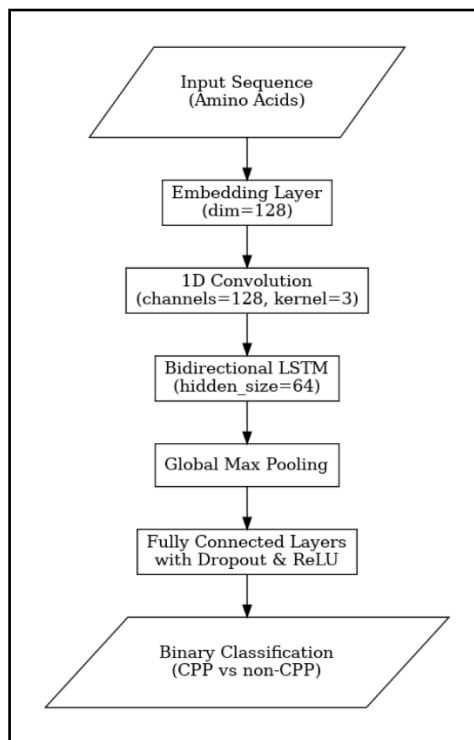 Input Sequence
(Amino Acids)
Embedding Layer
(dim=128)
1D Convolution
(channels=128, kernel=3)
Bidirectional LSTM
(hidden_size=64)
Global Max Pooling
Fully Connected Layers
with Dropout & ReLU
Binary Classification
(CPP vs non-CPP)